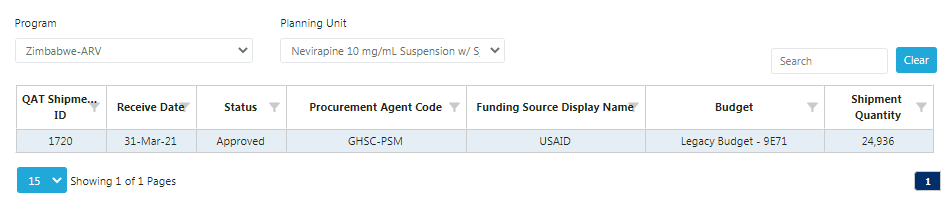 Program
Planning Unit
Zimbabwe-ARV
Nevirapine 10 mg/mL Suspension w/
Search
Clear
QAT Shipme... ID
Receive Date
Status
Procurement Agent Code
Funding Source Display Name
Budget
Shipment Quantity
1720
31-Mar-21
Approved
GHSC-PSM
USAID
Legacy Budget - 9E71
24,936
15
Showing 1 of 1 Pages
1